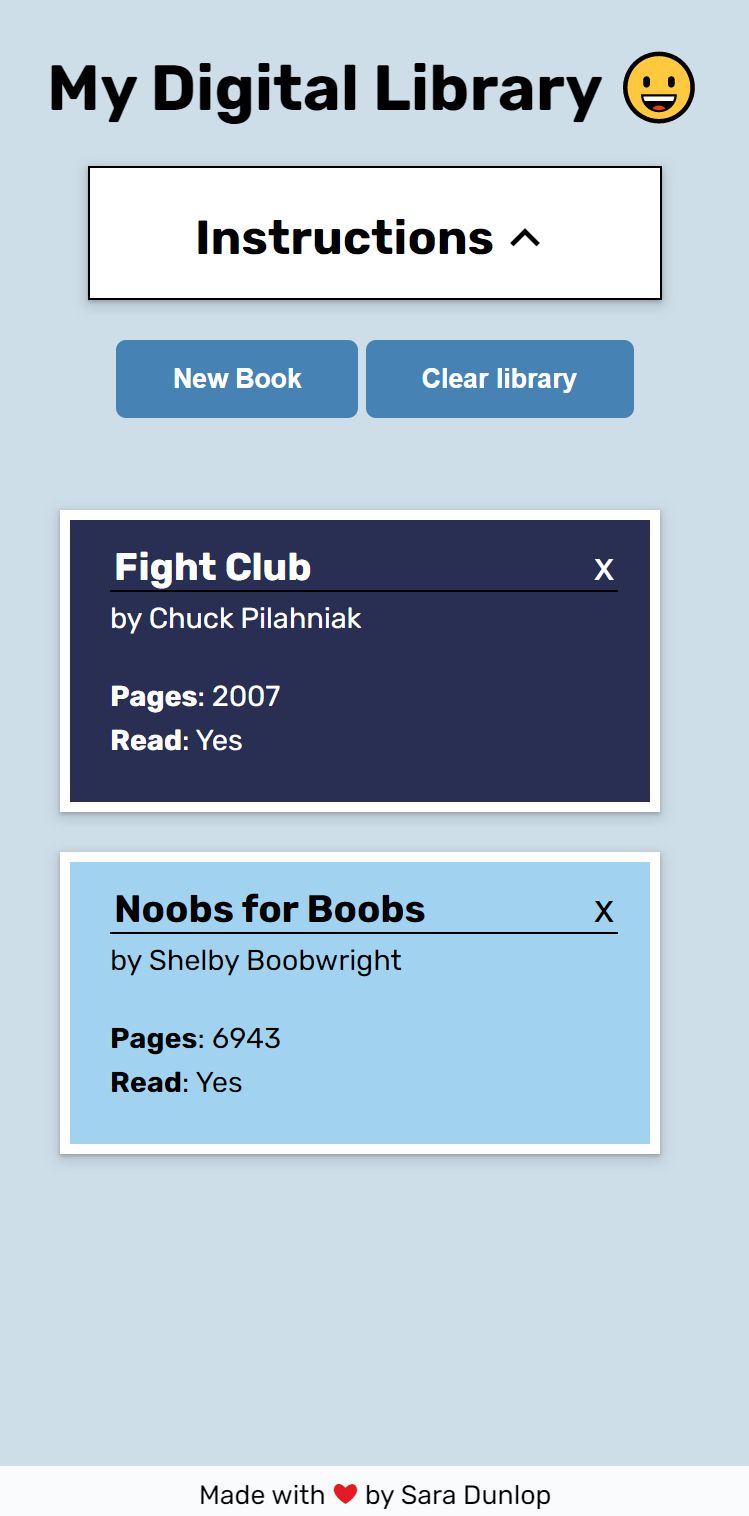 My Digital Library 😃
Instructions
New Book
Clear library
Fight Club x
by Chuck Pilahniak
Pages: 2007
Read: Yes
Noobs for Boobs x
by Shelby Boobwright
Pages: 6943
Read: Yes
Made with ❤ by Sara Dunlop